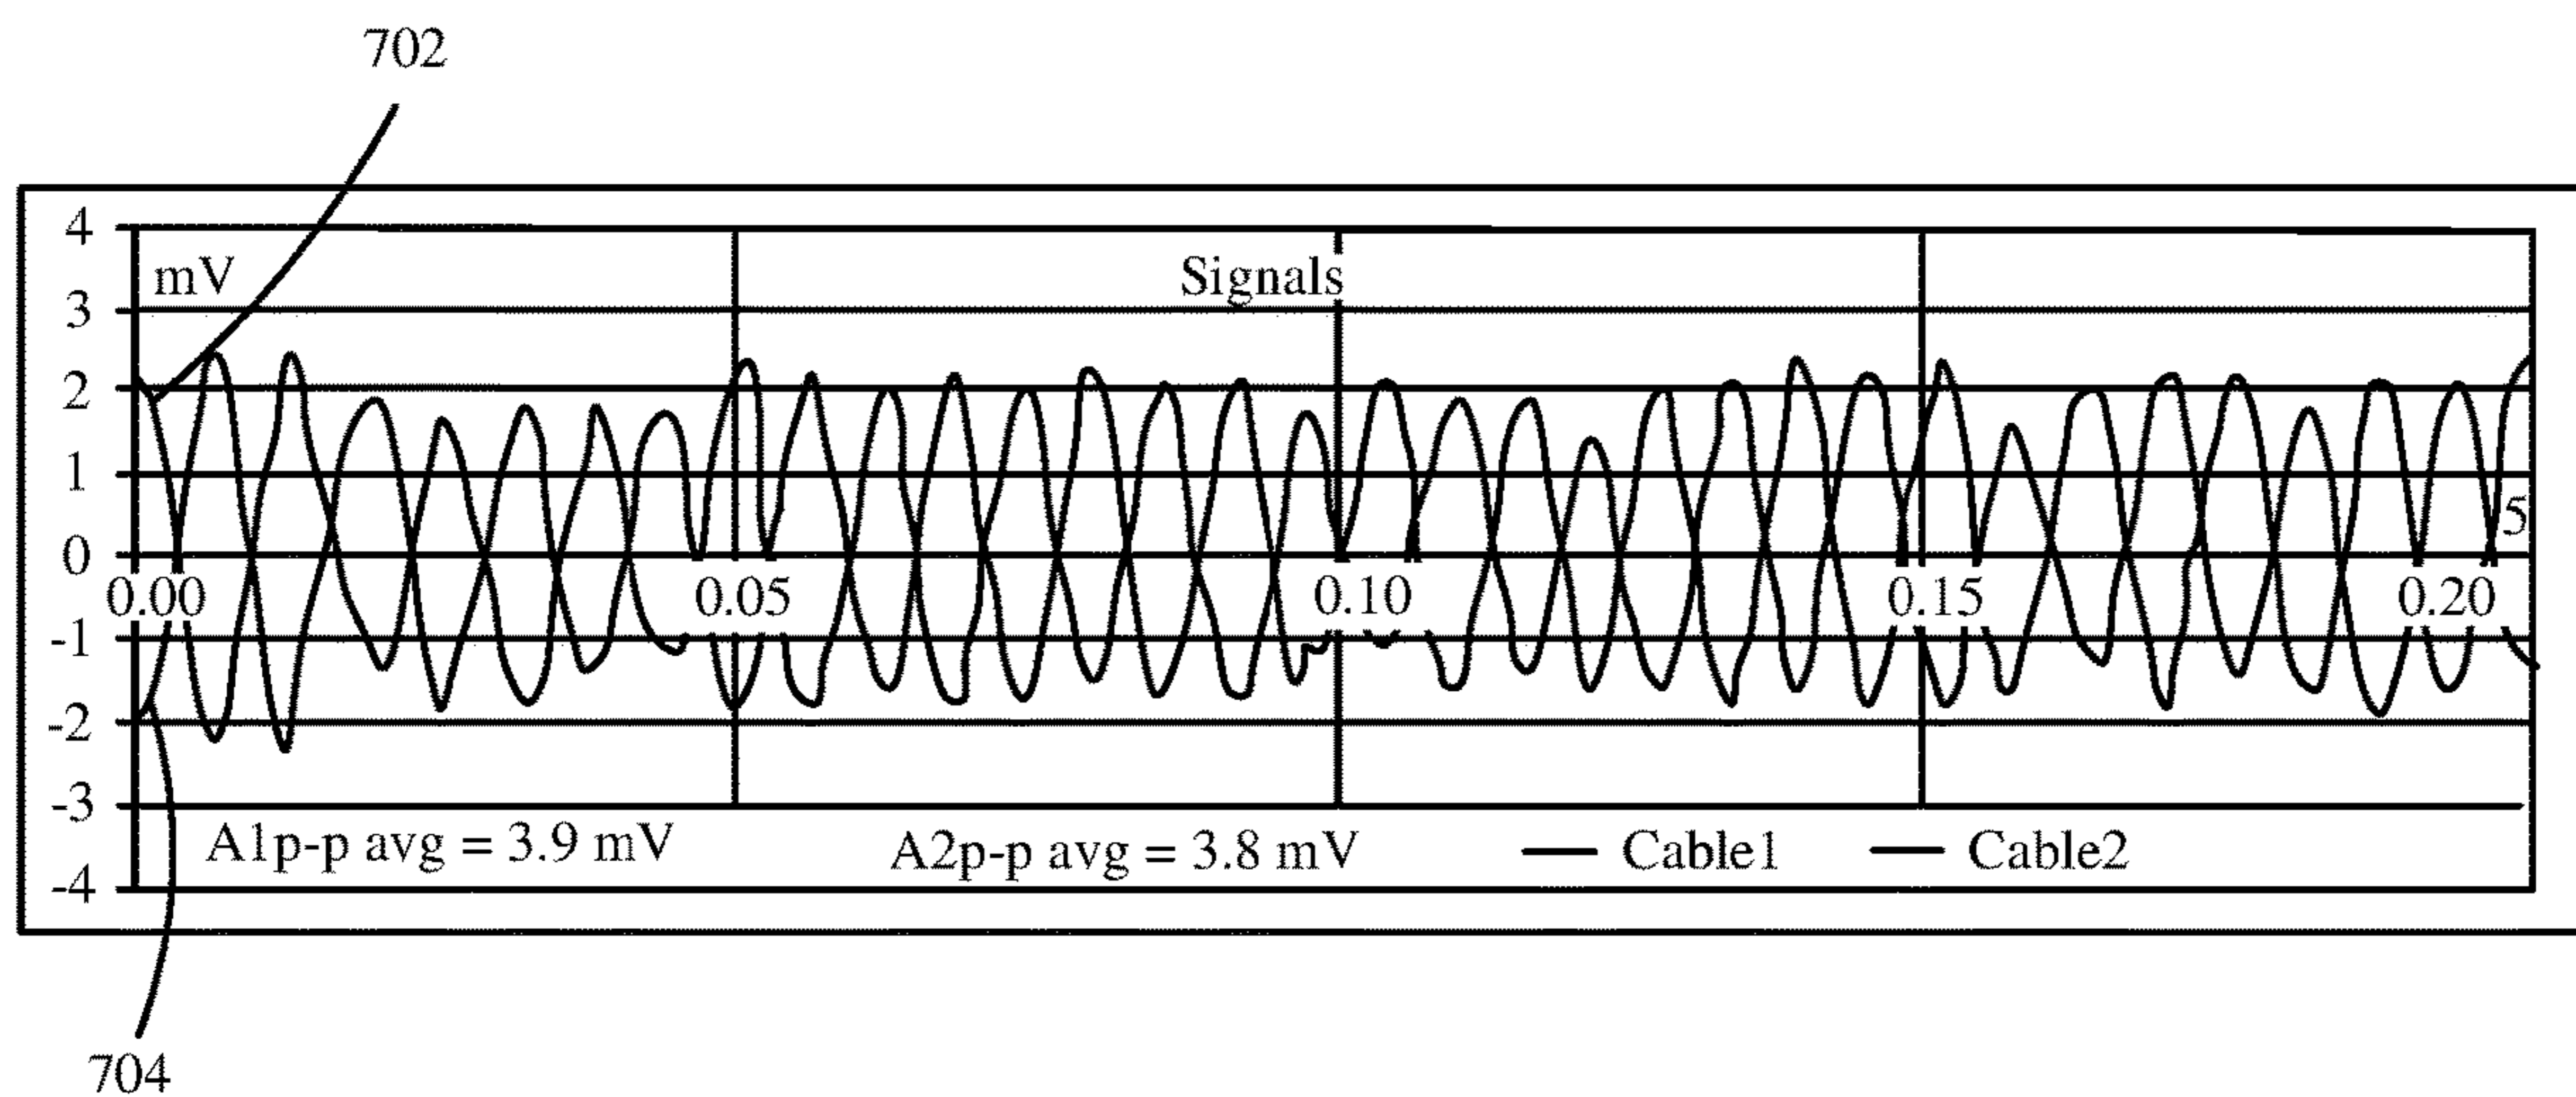 702
4
mV
Signals
3
2
1
0
5
0.00
0.05
0.10
0.15
0.20
-1
-2
-3
A1p-p avg = 3.9 mV
A2p-p avg = 3.8 mV
Cable1
Cable2
-4
704